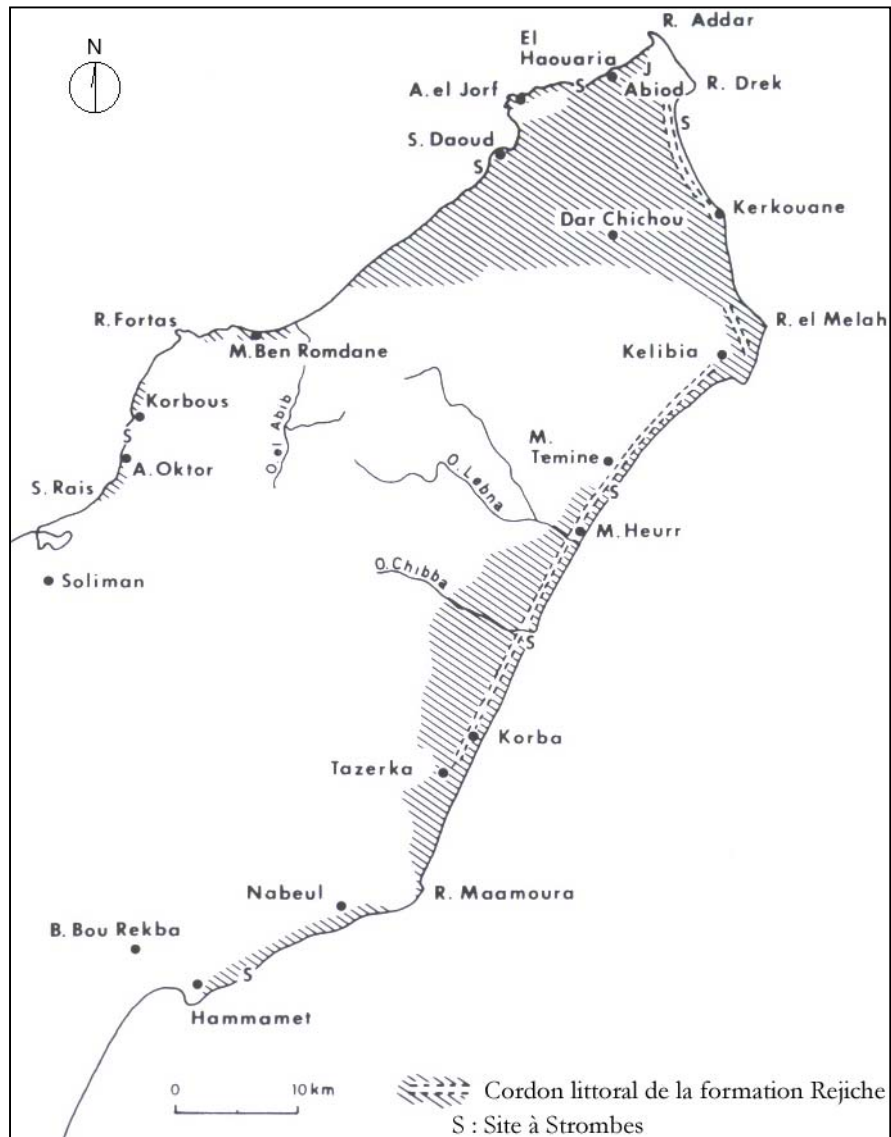 R. Addar
N
El
Haouaria
J
Abiod
S
R. Drek
A. el Jorf
S
S. Daoud
S
Kerkouane
Dar Chichou
R. Fortas
R. el Melah
M. Ben Romdane
Kelibia
Korbous
O. el Abib
S
M.
Temine
A. Oktor
O. Lebna
S. Rais
S
M. Heurr
Soliman
O. Chibba
S
Korba
Tazerka
Nabeul
R. Maamoura
B. Bou Rekba
S
Hammamet
0 10 km
Cordon littoral de la formation Rejiche
S : Site à Strombes